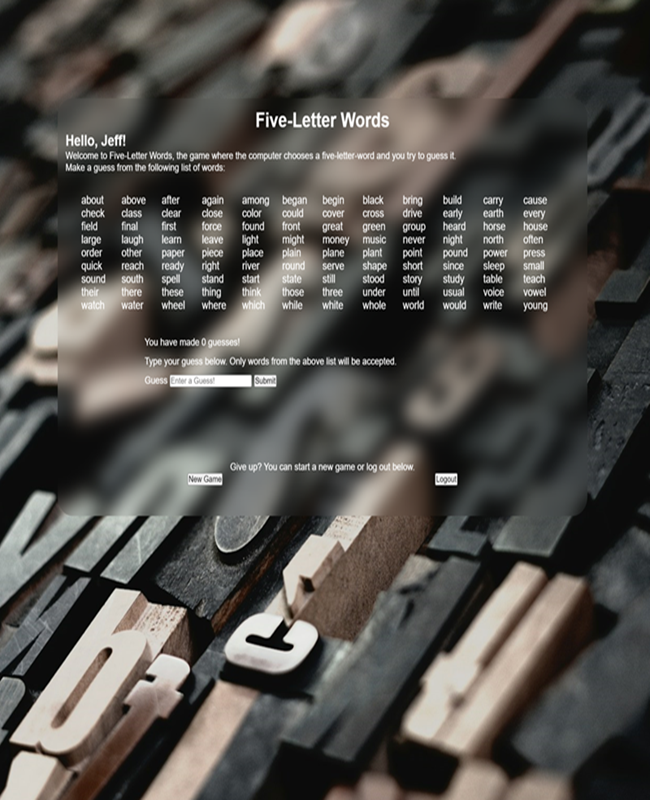 Five-Letter Words
Hello, Jeff!
Welcome to Five-Letter Words, the game where the computer chooses a five-letter-word and you try to guess it.
Make a guess from the following list of words:
about above after again among began begin black bring build carry cause
check class clear close color could cover cross drive early earth every
field final first force found front great green group heard horse house
large laugh learn leave light might money music never night north often
order other paper piece place plain plane plant point pound power press
quick reach ready right river round serve shape short since sleep small
sound south spell stand start state still stood story study table teach
their there these thing think those three under until usual voice vowel
watch water wheel where which while white whole world would write young
You have made 0 guesses!
Type your guess below. Only words from the above list will be accepted.
Guess Enter a Guess! Submit
Give up? You can start a new game or log out below.
New Game Logout